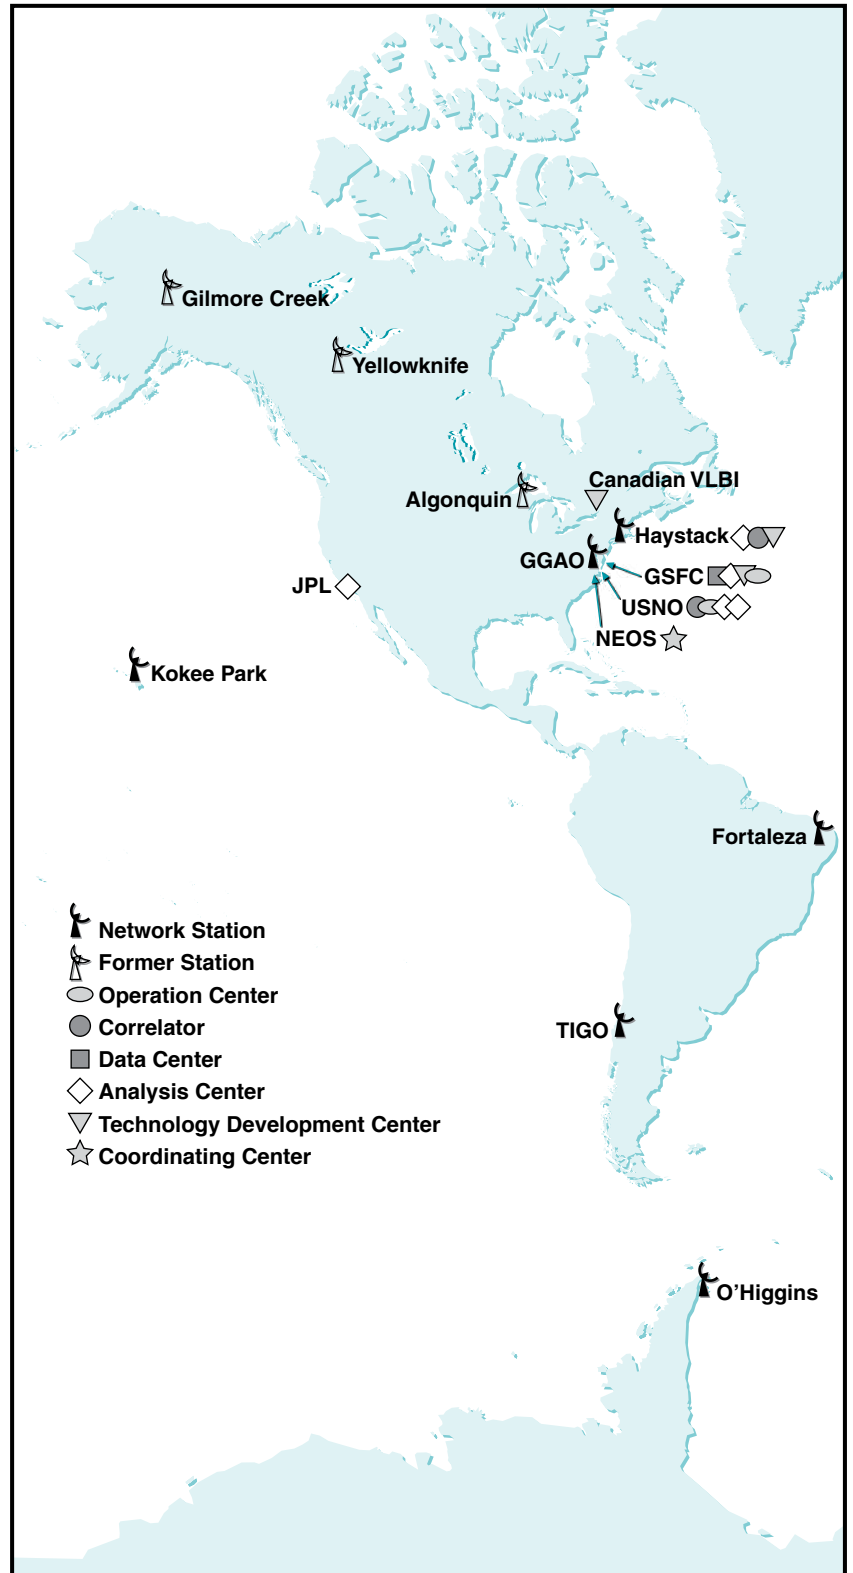 Gilmore Creek
Yellowknife
Canadian VLBI
Algonquin
Haystack
GGAO
GSFC
JPL
USNO
NEOS
Kokee Park
Fortaleza
Network Station
Former Station
Operation Center
TIGO
Correlator
Data Center
Analysis Center
Technology Development Center
Coordinating Center
O’Higgins